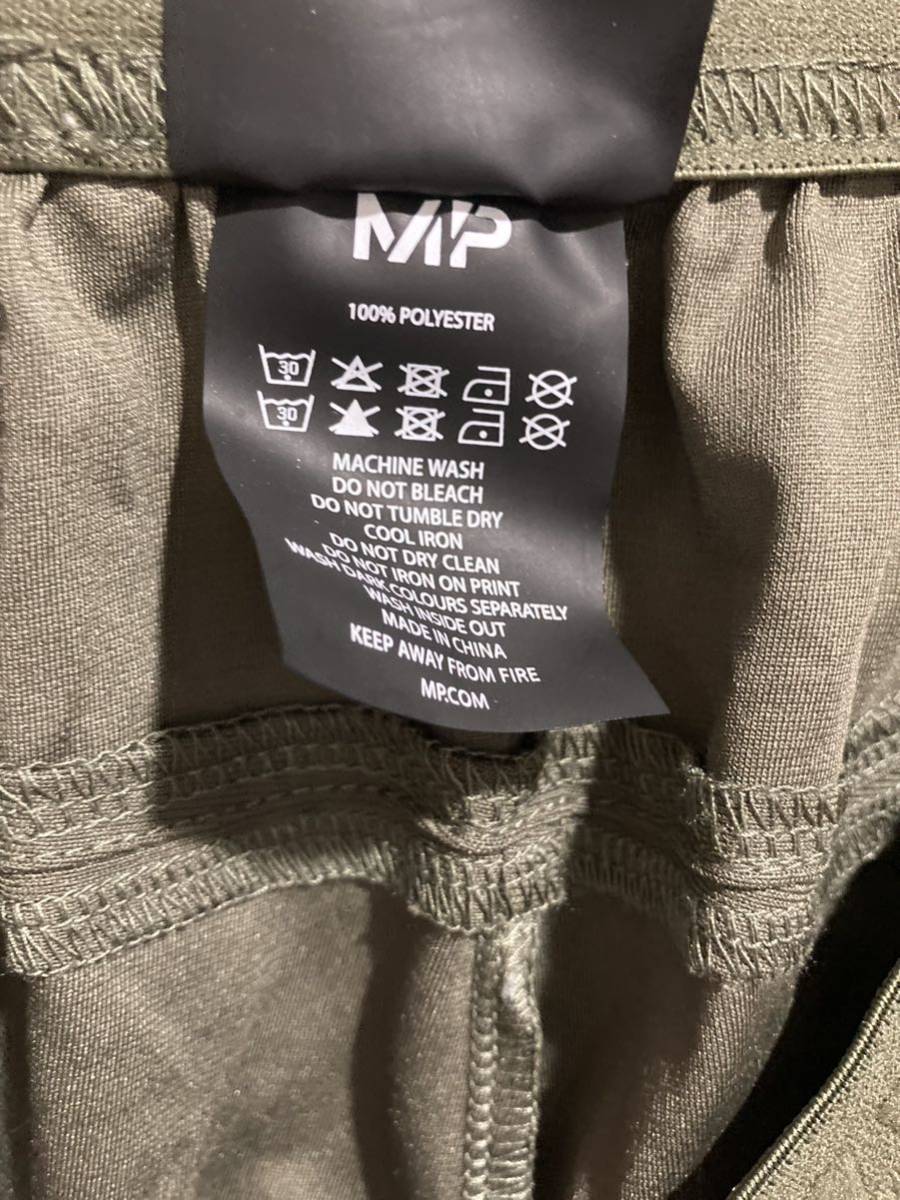 MP
100% POLYESTER
30
30
MACHINE WASH
DO NOT BLEACH
DO NOT TUMBLE DRY
COOL IRON
DO NOT DRY CLEAN
DO NOT IRON ON PRINT
WASH DARK COLOURS SEPARATELY
WASH INSIDE OUT
MADE IN CHINA
KEEP AWAY FROM FIRE
MP.COM